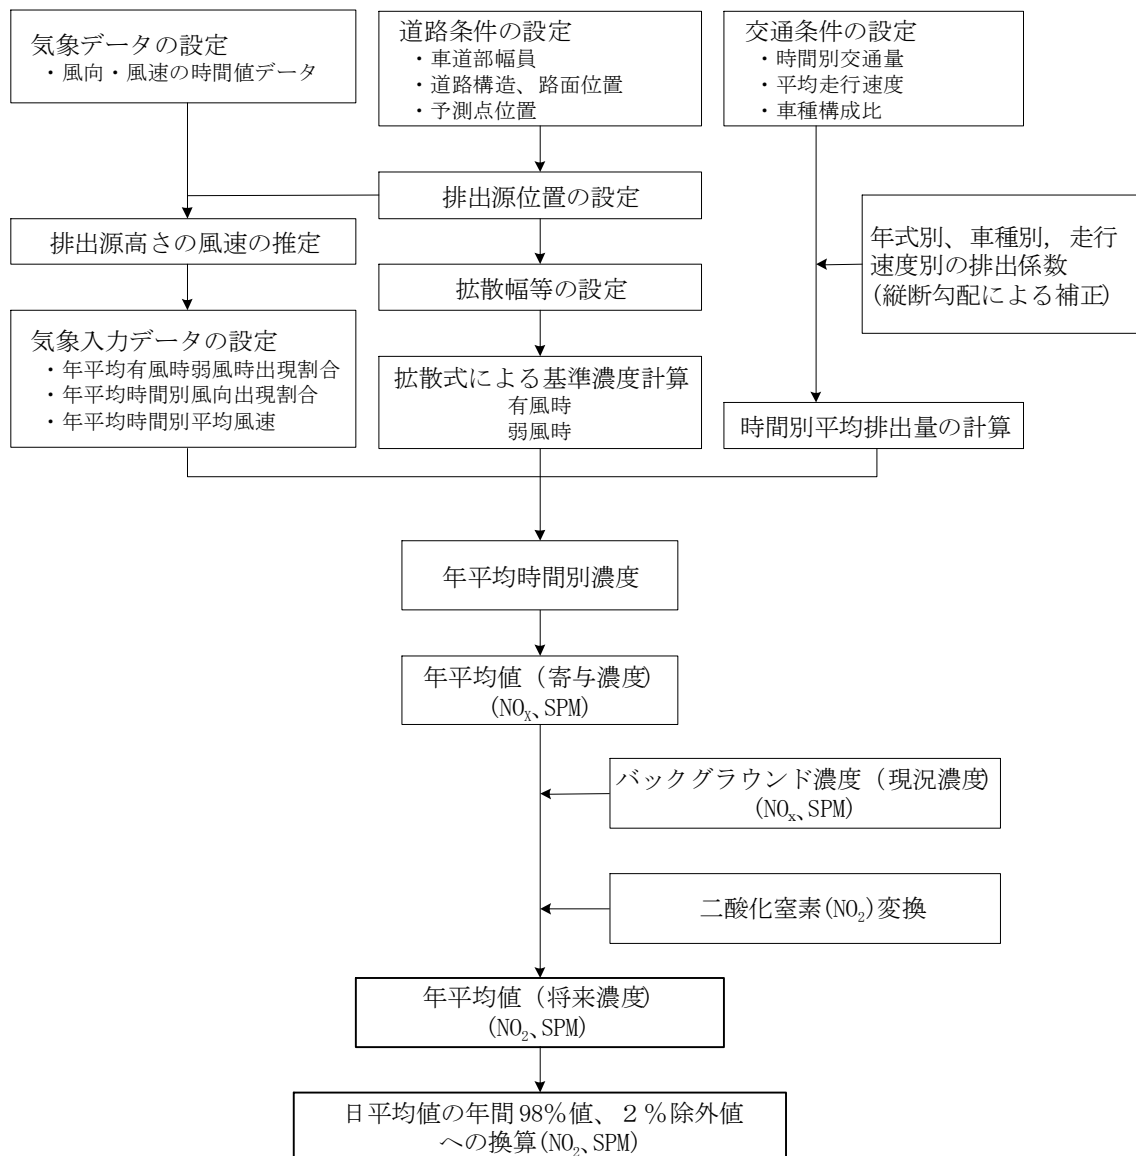 気象データの設定
・風向・風速の時間値データ
道路条件の設定
・車道部幅員
・道路構造、路面位置
・予測点位置
交通条件の設定
・時間別交通量
・平均走行速度
・車種構成比
排出源位置の設定
排出源高さの風速の推定
年式別、車種別，走行
速度別の排出係数
(縦断勾配による補正)
拡散幅等の設定
気象入力データの設定
・年平均有風時弱風時出現割合
・年平均時間別風向出現割合
・年平均時間別平均風速
拡散式による基準濃度計算
有風時
弱風時
時間別平均排出量の計算
年平均時間別濃度
年平均値（寄与濃度）
(NOX、SPM)
バックグラウンド濃度（現況濃度）
(NOx、SPM)
二酸化窒素(NO2)変換
年平均値（将来濃度）
(NO2、SPM)
日平均値の年間98%値、２％除外値
への換算(NO2、SPM)